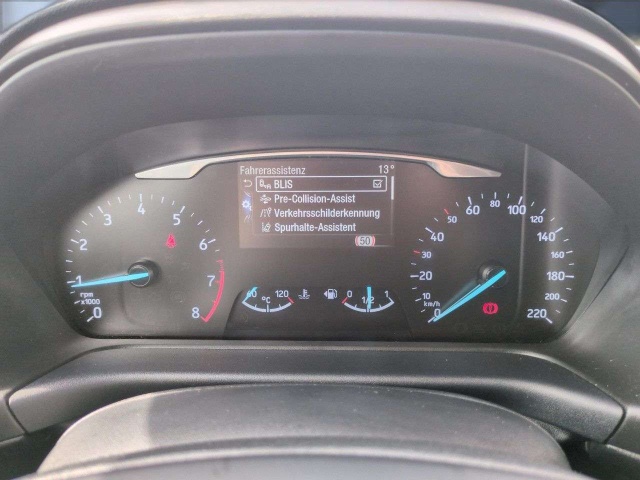 Fahrerassistenz 13°
BLIS
Pre-Collision-Assist
Verkehrsschilderkennung
Spurhalte-Assistent
50
0 1 2 3 4 5 6 7 8
rpm
x1000
°C 120
0 1/2 1
0 10 20 30 40 50 60 80 100 120 140 160 180 200 220
km/h